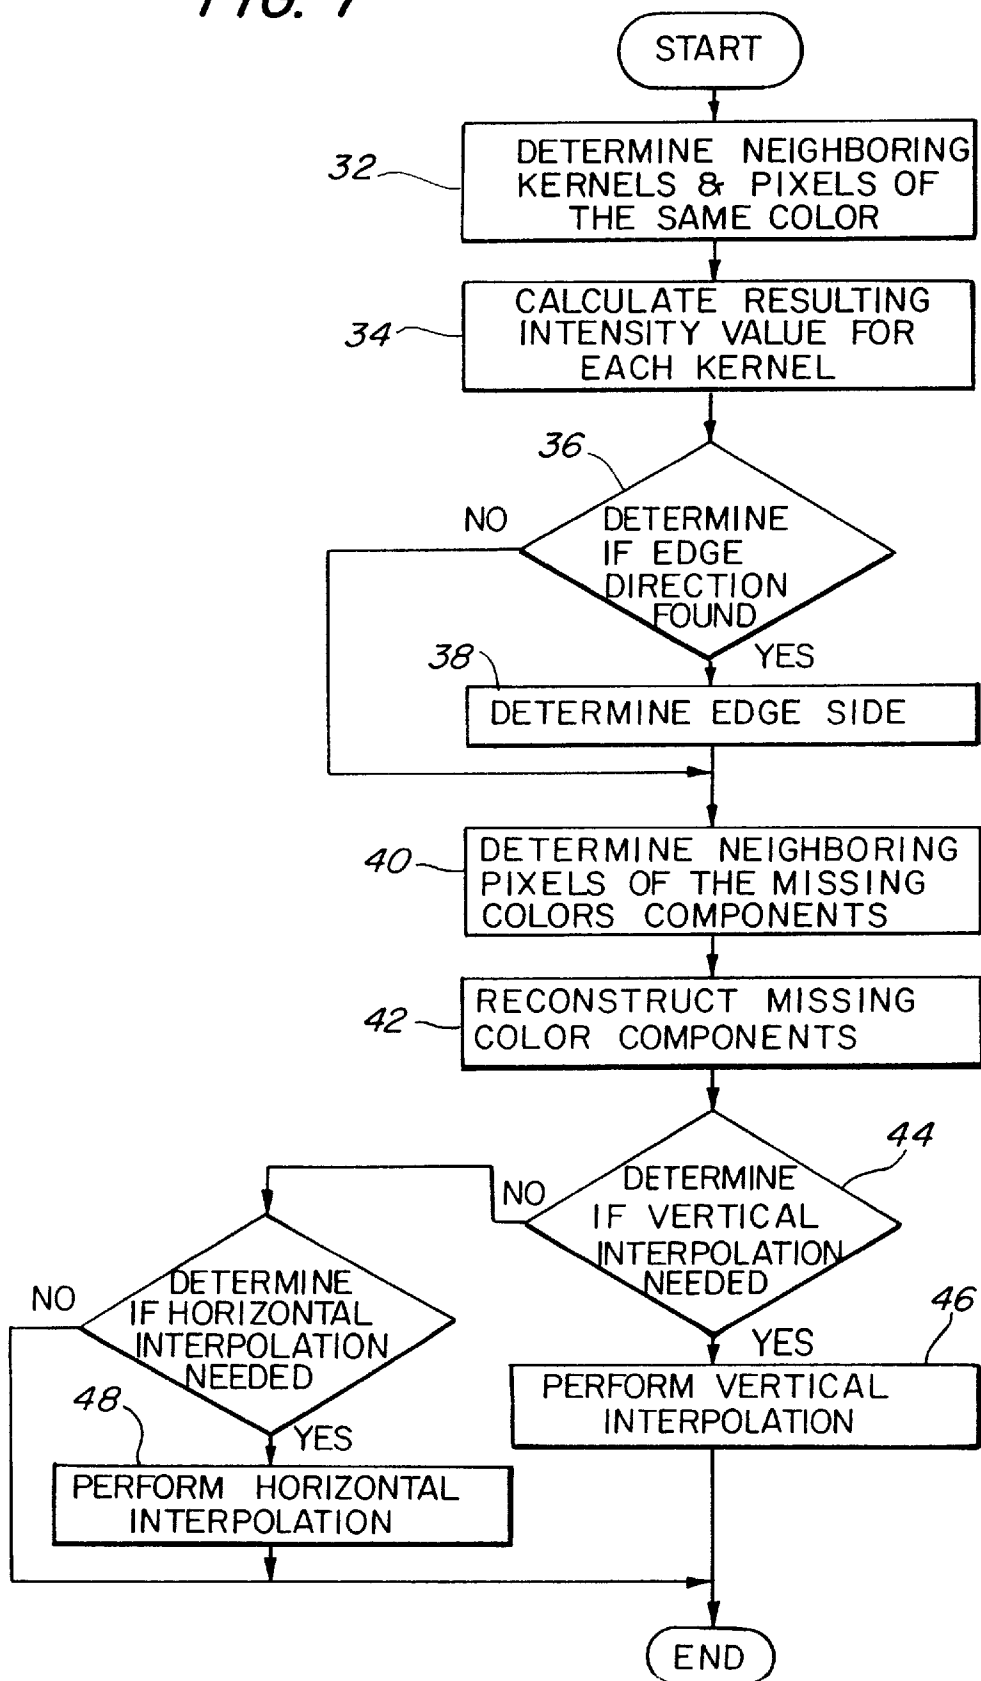 START
32
DETERMINE NEIGHBORING
KERNELS & PIXELS OF
THE SAME COLOR
34
CALCULATE RESULTING
INTENSITY VALUE FOR
EACH KERNEL
36
NO
DETERMINE
IF EDGE
DIRECTION
FOUND
YES
38
DETERMINE EDGE SIDE
40
DETERMINE NEIGHBORING
PIXELS OF THE MISSING
COLORS COMPONENTS
42
RECONSTRUCT MISSING
COLOR COMPONENTS
44
NO
DETERMINE
IF VERTICAL
INTERPOLATION
NEEDED
YES
46
PERFORM VERTICAL
INTERPOLATION
NO
DETERMINE
IF HORIZONTAL
INTERPOLATION
NEEDED
YES
48
PERFORM HORIZONTAL
INTERPOLATION
END